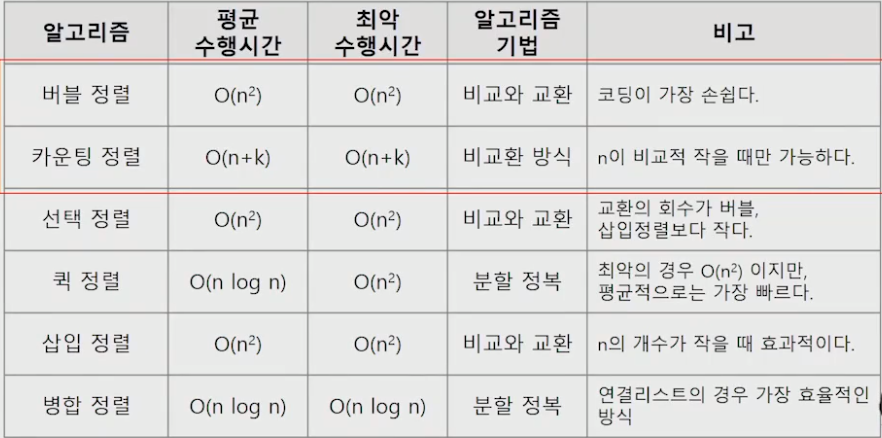 알고리즘 평균 수행시간 최악 수행시간 알고리즘 기법 비고
버블 정렬 O(n²) O(n²) 비교와 교환 코딩이 가장 손쉽다.
카운팅 정렬 O(n+k) O(n+k) 비교환 방식 n이 비교적 작을 때만 가능하다.
선택 정렬 O(n²) O(n²) 비교와 교환 교환의 회수가 버블,
삽입정렬보다 작다.
퀵 정렬 O(n log n) O(n²) 분할 정복 최악의 경우 O(n²) 이지만,
평균적으로는 가장 빠르다.
삽입 정렬 O(n²) O(n²) 비교와 교환 n의 개수가 작을 때 효과적이다.
병합 정렬 O(n log n) O(n log n) 분할 정복 연결리스트의 경우 가장 효율적인
방식